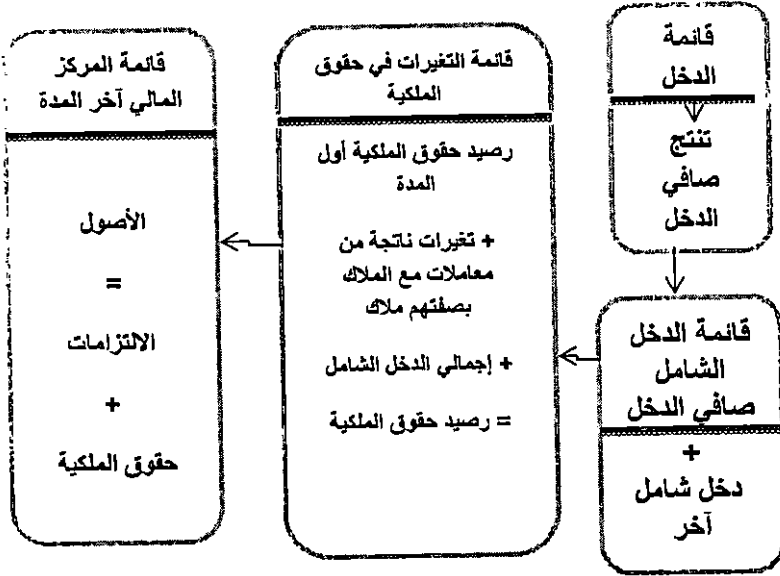 قائمة
الدخل
تنتج
صافي
الدخل
قائمة الدخل
الشامل
صافي الدخل
+
دخل شامل
آخر
قائمة التغيرات في حقوق
الملكية
رصيد حقوق الملكية أول
المدة
+ تغيرات ناتجة من
معاملات مع الملاك
بصفتهم ملاك
+ إجمالي الدخل الشامل
= رصيد حقوق الملكية
قائمة المركز
المالي آخر المدة
الأصول
=
الالتزامات
+
حقوق الملكية